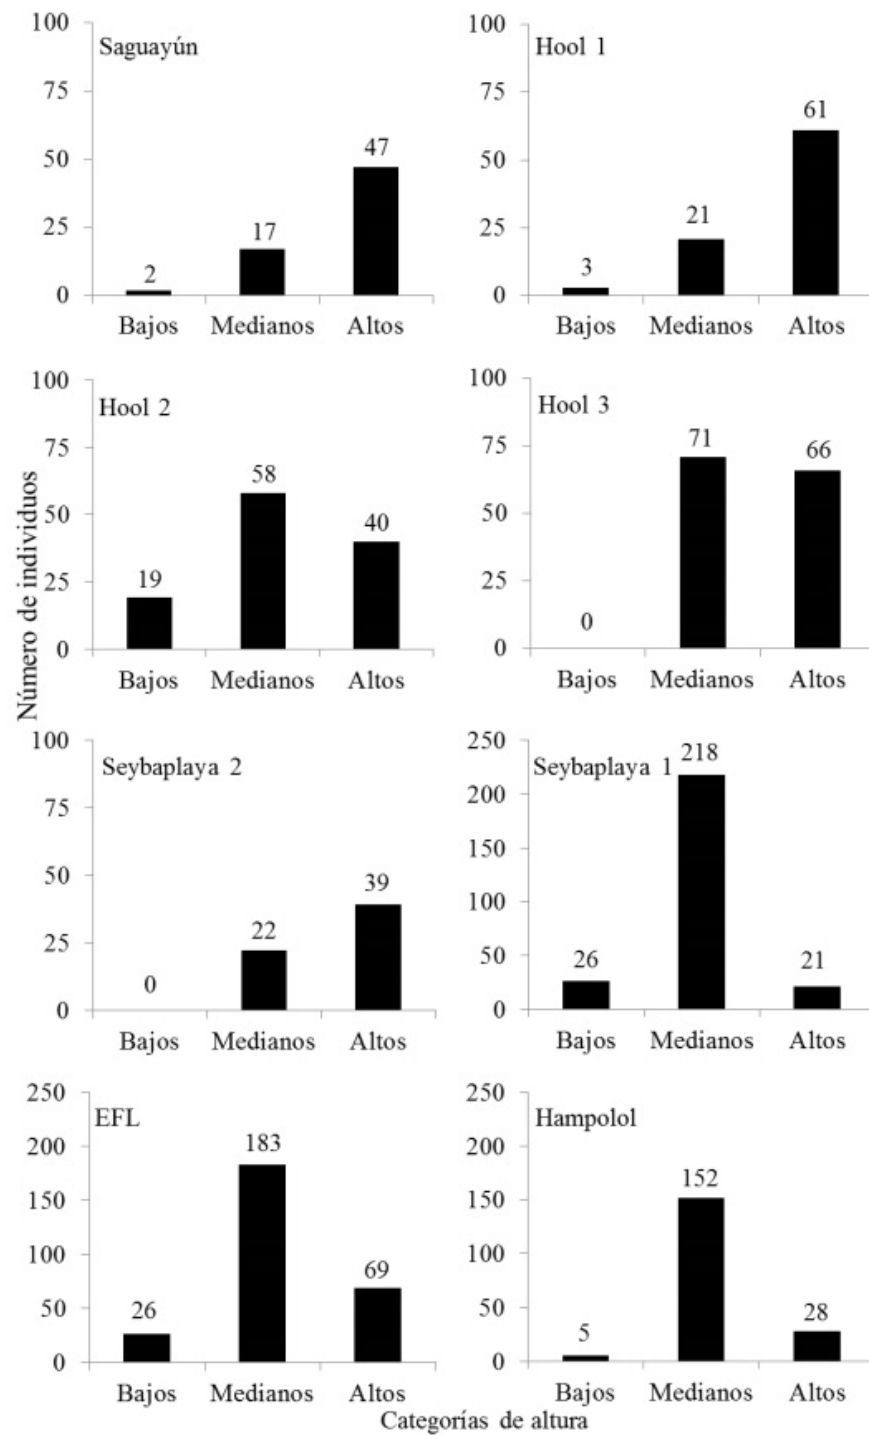 100
75
50
25
0
Saguayún
2
17
47
Bajos
Medianos
Altos
100
75
50
25
0
Hool 1
3
21
61
Bajos
Medianos
Altos
Número de individuos
100
75
50
25
0
Hool 2
19
58
40
Bajos
Medianos
Altos
100
75
50
25
0
Hool 3
0
71
66
Bajos
Medianos
Altos
100
75
50
25
0
Seybaplaya 2
0
22
39
Bajos
Medianos
Altos
250
200
150
100
50
0
Seybaplaya 1
26
218
21
Bajos
Medianos
Altos
250
200
150
100
50
0
EFL
26
183
69
Bajos
Medianos
Altos
250
200
150
100
50
0
Hampolol
5
152
28
Bajos
Medianos
Altos
Categorías de altura